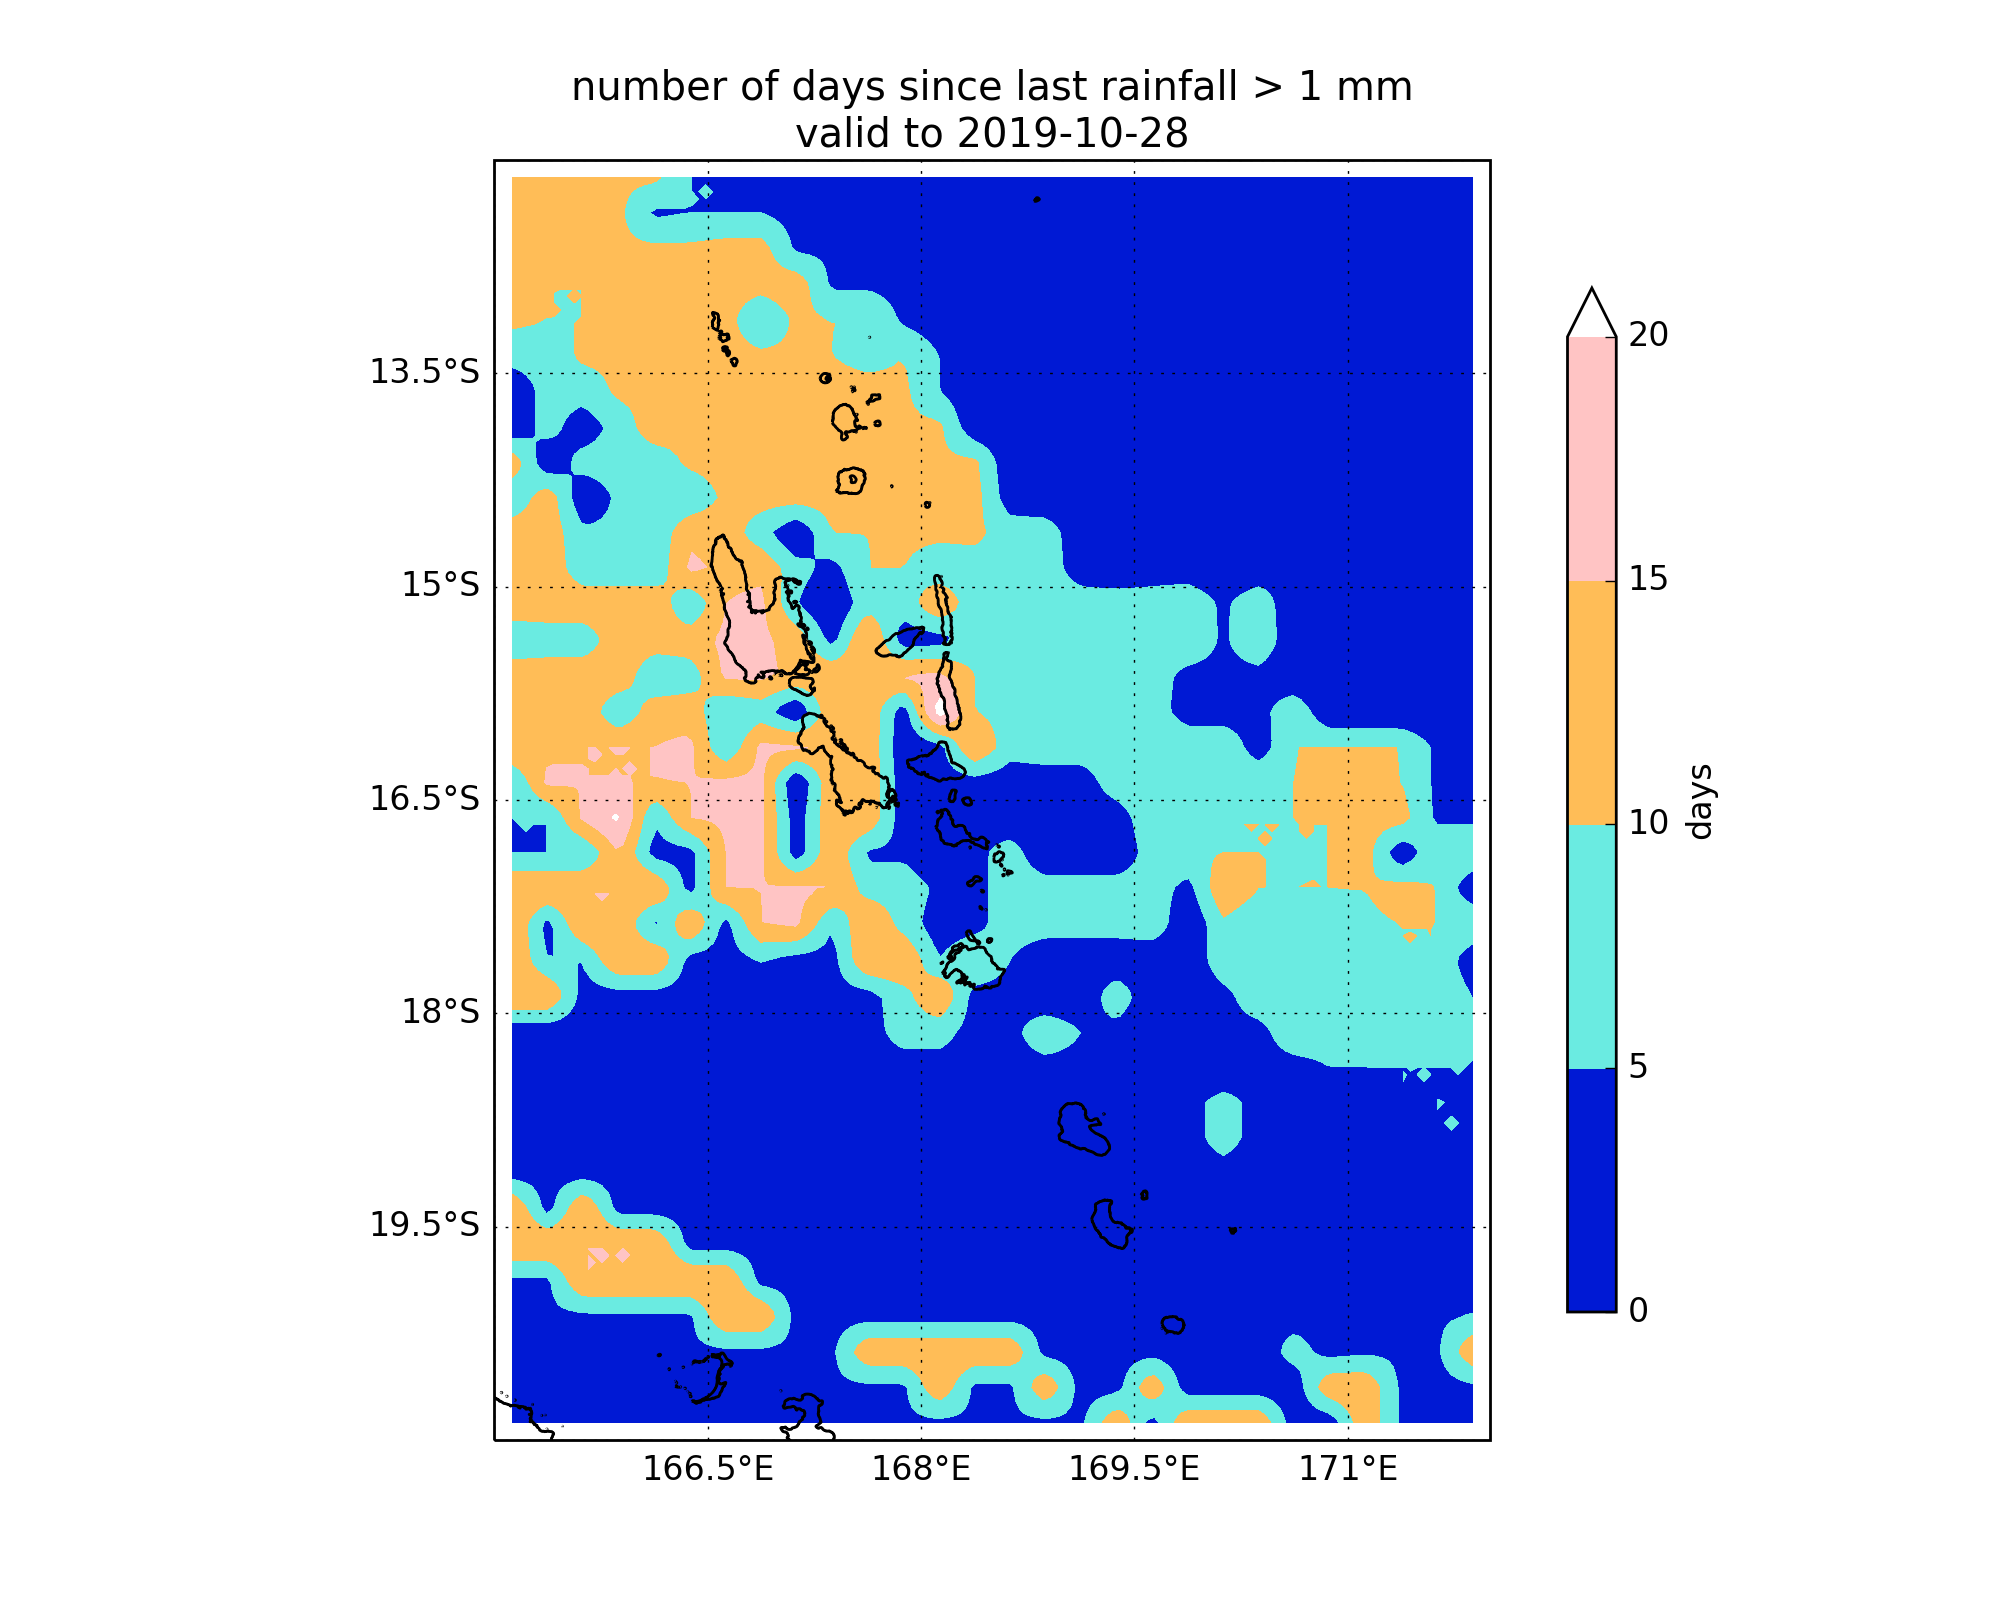 number of days since last rainfall > 1 mm
valid to 2019-10-28
13.5°S
15°S
16.5°S
18°S
19.5°S
166.5°E
168°E
169.5°E
171°E
20
15
10
5
0
days